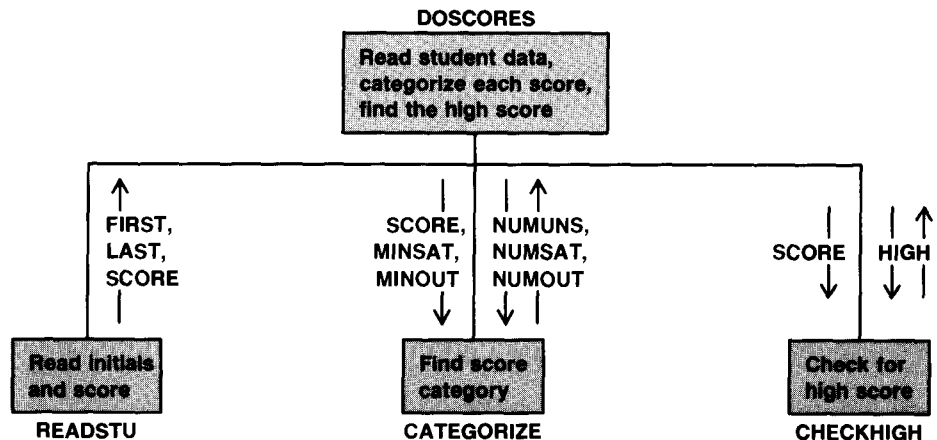 DOSCORES
Read student data,
categorize each score,
find the high score
FIRST,
LAST,
SCORE
SCORE,
MINSAT,
MINOUT
NUMUNS,
NUMSAT,
NUMOUT
SCORE
HIGH
Read initials
and score
READSTU
Find score
category
CATEGORIZE
Check for
high score
CHECKHIGH